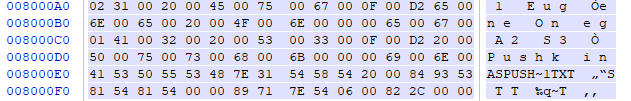 008000A0 02 31 00 20 00 45 00 75 00 67 00 0F 00 D2 65 00 1 Eug Òe
008000B0 6E 00 65 00 20 00 4F 00 6E 00 00 00 65 00 67 00 ne One g
008000C0 01 41 00 32 00 20 00 53 00 33 00 0F 00 D2 20 00 A2 S3 Ò
008000D0 50 00 75 00 73 00 68 00 6B 00 00 00 69 00 6E 00 Pushk in
008000E0 41 53 50 55 53 48 7E 31 54 58 54 20 00 84 93 53 ASPUSH~1TXT „“S
008000F0 81 54 81 54 00 00 89 71 7E 54 06 00 82 2C 00 00 T T ‰q~T ‚,